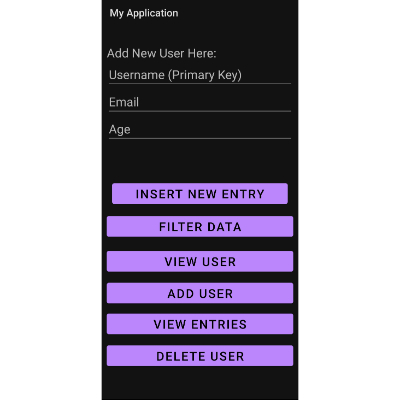 My Application
Add New User Here:
Username (Primary Key)
Email
Age
INSERT NEW ENTRY
FILTER DATA
VIEW USER
ADD USER
VIEW ENTRIES
DELETE USER